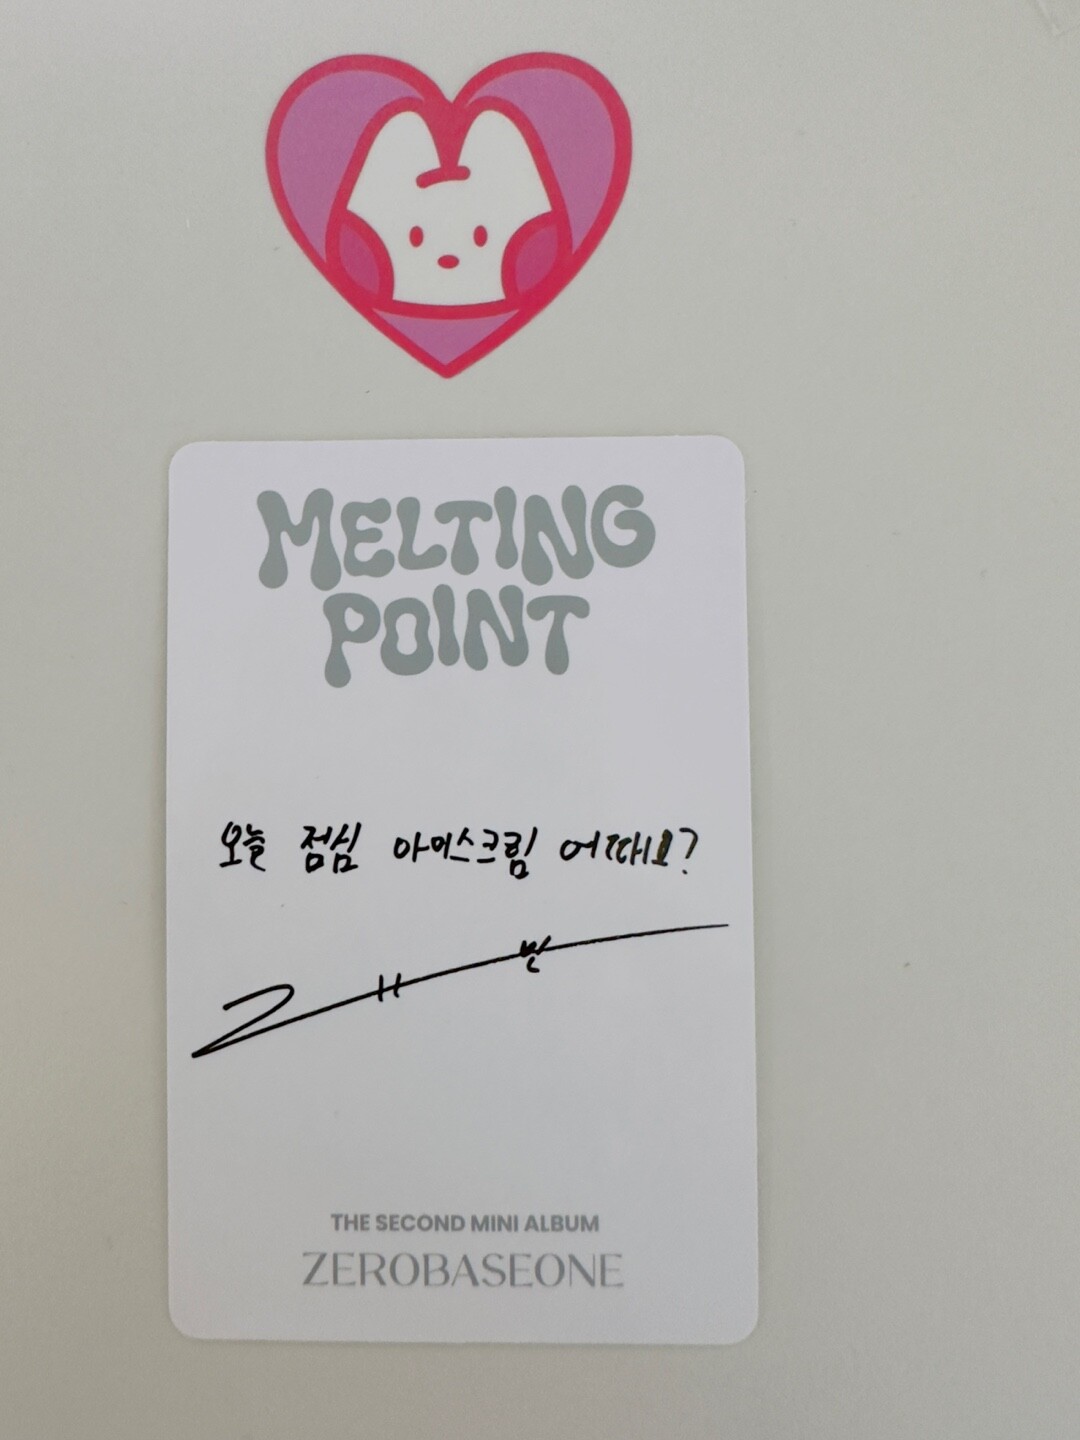 MELTING
POINT
오늘 점심 아이스크림 어때요?
THE SECOND MINI ALBUM
ZEROBASEONE